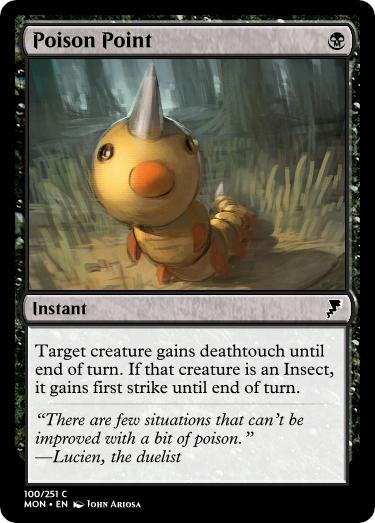 Poison Point
Instant
Target creature gains deathtouch until
end of turn. If that creature is an Insect,
it gains first strike until end of turn.
“There are few situations that can’t be
improved with a bit of poison.”
—Lucien, the duelist
100/251 C
MON • EN John Ariosa